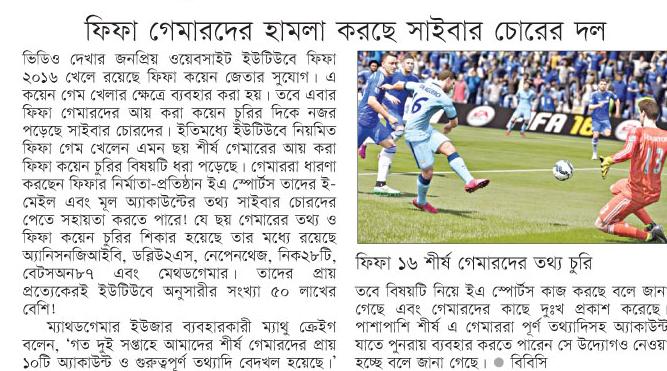 ফিফা গেমারদের হামলা করছে সাইবার চোরের দল
ভিডিও দেখার জনপ্রিয় ওয়েবসাইট ইউটিউবে ফিফা
২০১৬ খেলে রয়েছে ফিফা কয়েন জেতার সুযোগ। এ
কয়েন গেম খেলার ক্ষেত্রে ব্যবহার করা হয়। তবে এবার
ফিফা গেমারদের আয় করা কয়েন চুরির দিকে নজর
পড়েছে সাইবার চোরদের। ইতিমধ্যে ইউটিউবে নিয়মিত
ফিফা গেম খেলেন এমন ছয় শীর্ষ গেমারের আয় করা
ফিফা কয়েন চুরির বিষয়টি ধরা পড়েছে। গেমাররা ধারণা
করছেন ফিফার নির্মাতা-প্রতিষ্ঠান ইএ স্পোর্টস তাদের ই-
মেইল এবং মূল অ্যাকাউন্টের তথ্য সাইবার চোরদের
পেতে সহায়তা করতে পারে! যে ছয় গেমারের তথ্য ও
ফিফা কয়েন চুরির শিকার হয়েছে তার মধ্যে রয়েছে
অ্যানিসনজিআইবি, ডব্লিউ২এস, নেপেনথেজ, নিক২৮টি,
বেটসঅন৮৭ এবং মেথডগেমার। তাদের প্রায়
প্রত্যেকেরই ইউটিউবে অনুসারীর সংখ্যা ৫০ লাখের
বেশি!
ম্যাথডগেমার ইউজার ব্যবহারকারী ম্যাথু ক্রেইগ
বলেন, ‘গত দুই সপ্তাহে আমাদের শীর্ষ গেমারদের প্রায়
১০টি অ্যাকাউন্ট ও গুরুত্বপূর্ণ তথ্যাদি বেদখল হয়েছে।’
FIFA 16
13
ফিফা ১৬ শীর্ষ গেমারদের তথ্য চুরি
তবে বিষয়টি নিয়ে ইএ স্পোর্টস কাজ করছে বলে জানা
গেছে এবং গেমারদের কাছে দুঃখ প্রকাশ করেছে।
পাশাপাশি শীর্ষ এ গেমাররা পূর্ণ তথ্যাদিসহ অ্যাকাউন্ট
যাতে পুনরায় ব্যবহার করতে পারেন সে উদ্যোগও নেওয়া
হচ্ছে বলে জানা গেছে। ● বিবিসি